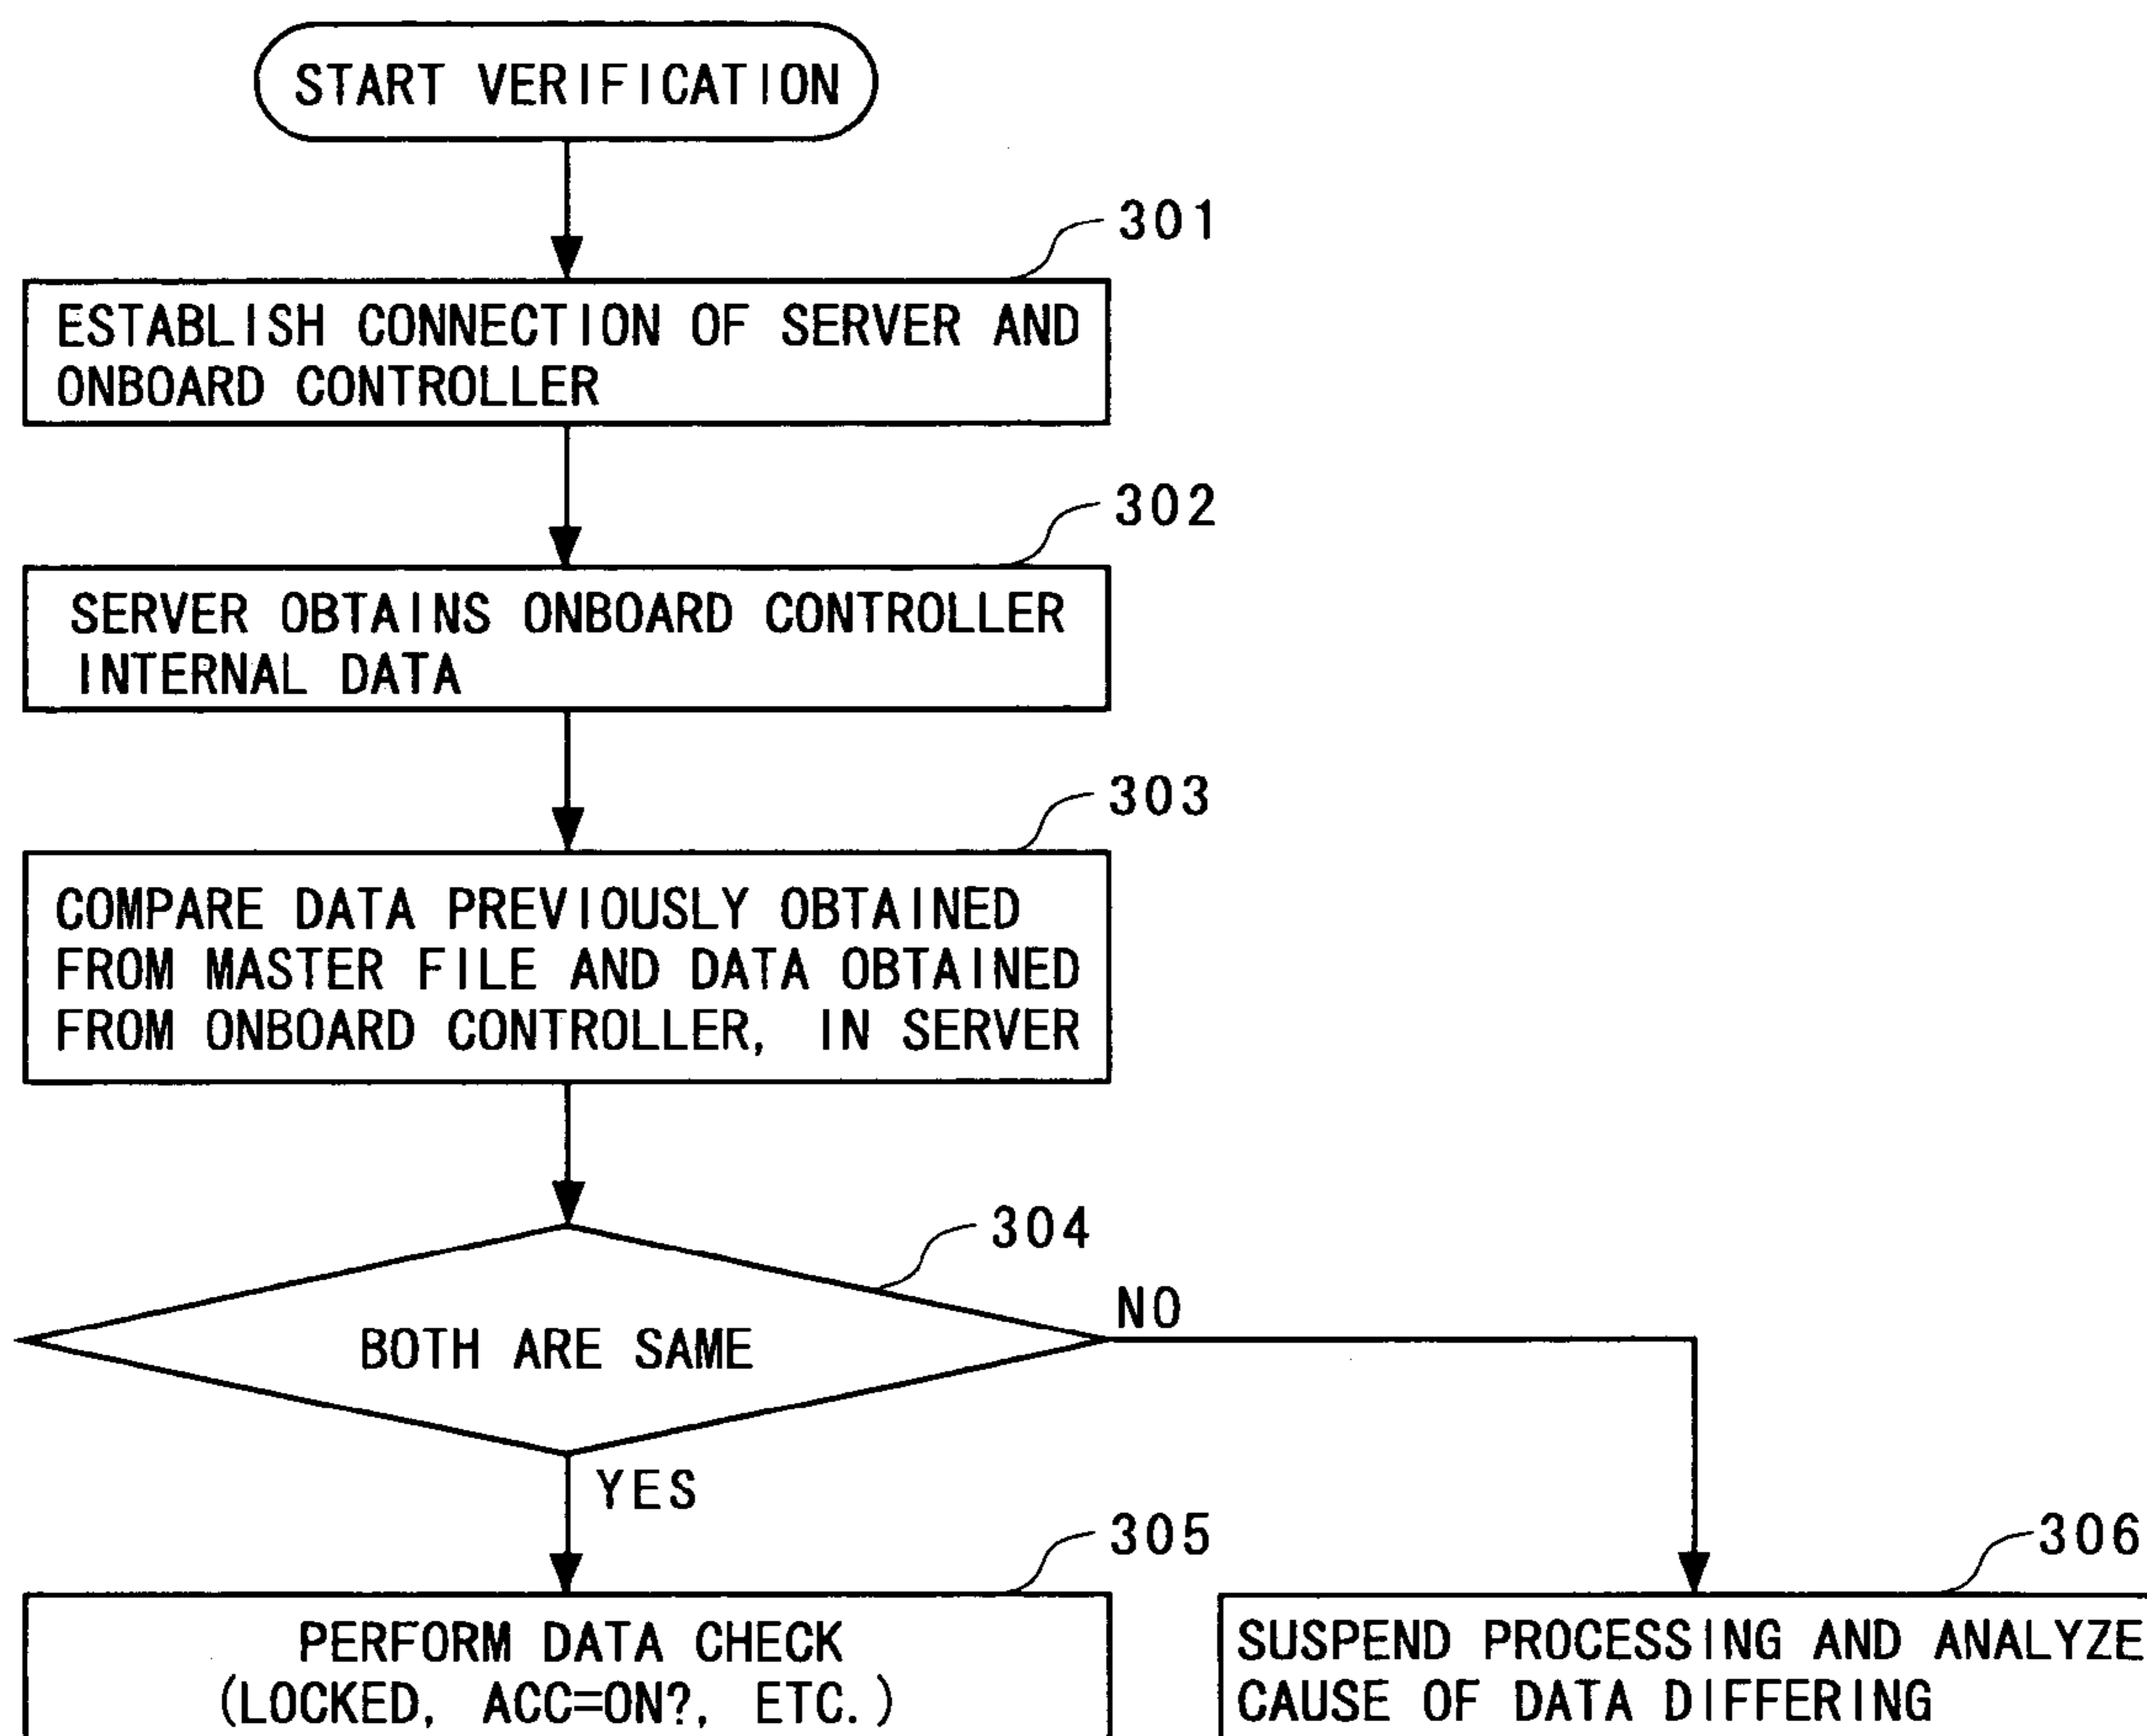 START VERIFICATION
301
ESTABLISH CONNECTION OF SERVER AND
ONBOARD CONTROLLER
302
SERVER OBTAINS ONBOARD CONTROLLER
INTERNAL DATA
303
COMPARE DATA PREVIOUSLY OBTAINED
FROM MASTER FILE AND DATA OBTAINED
FROM ONBOARD CONTROLLER, IN SERVER
304
BOTH ARE SAME
NO
YES
305
PERFORM DATA CHECK
(LOCKED, ACC=ON?, ETC.)
306
SUSPEND PROCESSING AND ANALYZE
CAUSE OF DATA DIFFERING